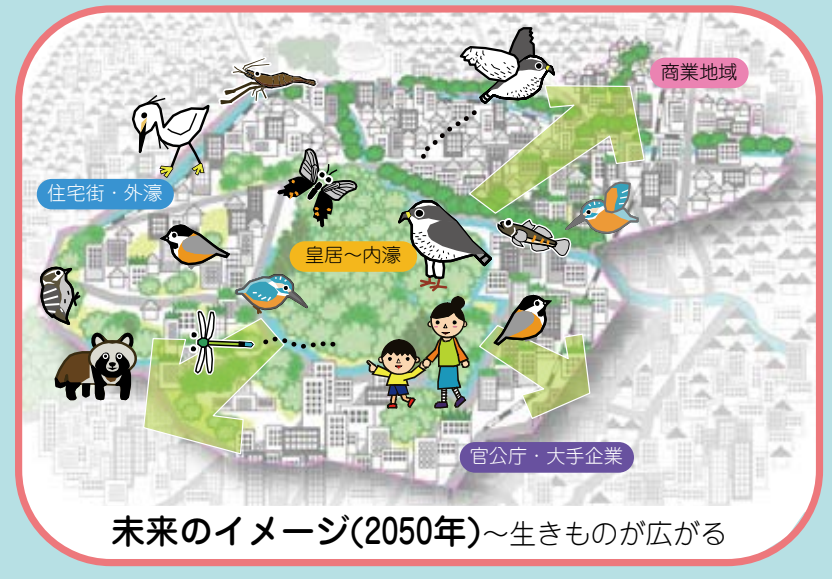 商業地域
住宅街・外濠
皇居〜内濠
官公庁・大手企業
未来のイメージ(2050年)〜生きものが広がる